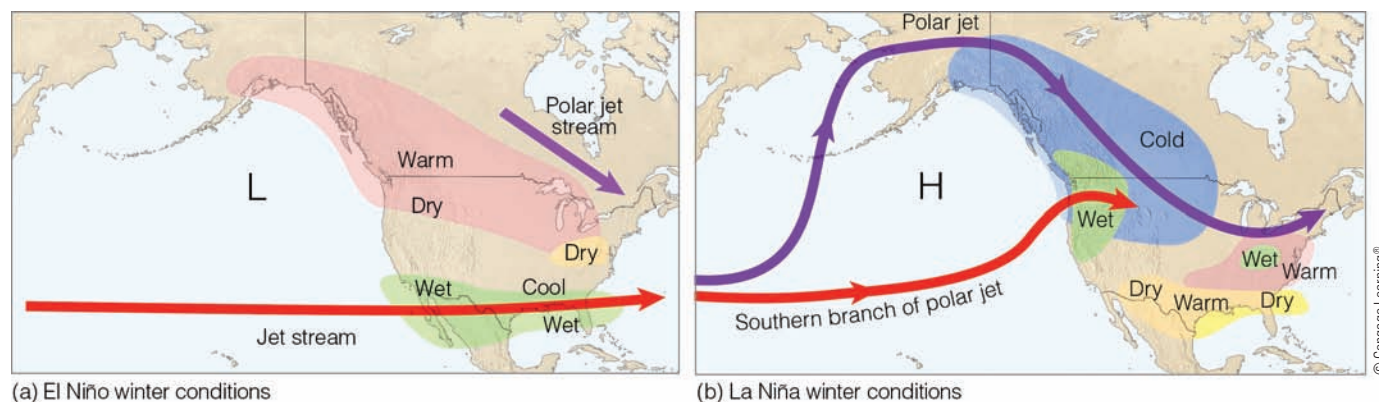 Polar jet
stream
Warm
L
Dry
Dry
Wet
Cool
Wet
Jet stream
(a) El Niño winter conditions
Polar jet
Cold
H
Wet
Wet
Warm
Dry
Warm
Dry
Southern branch of polar jet
(b) La Niña winter conditions
© Cengage Learning®